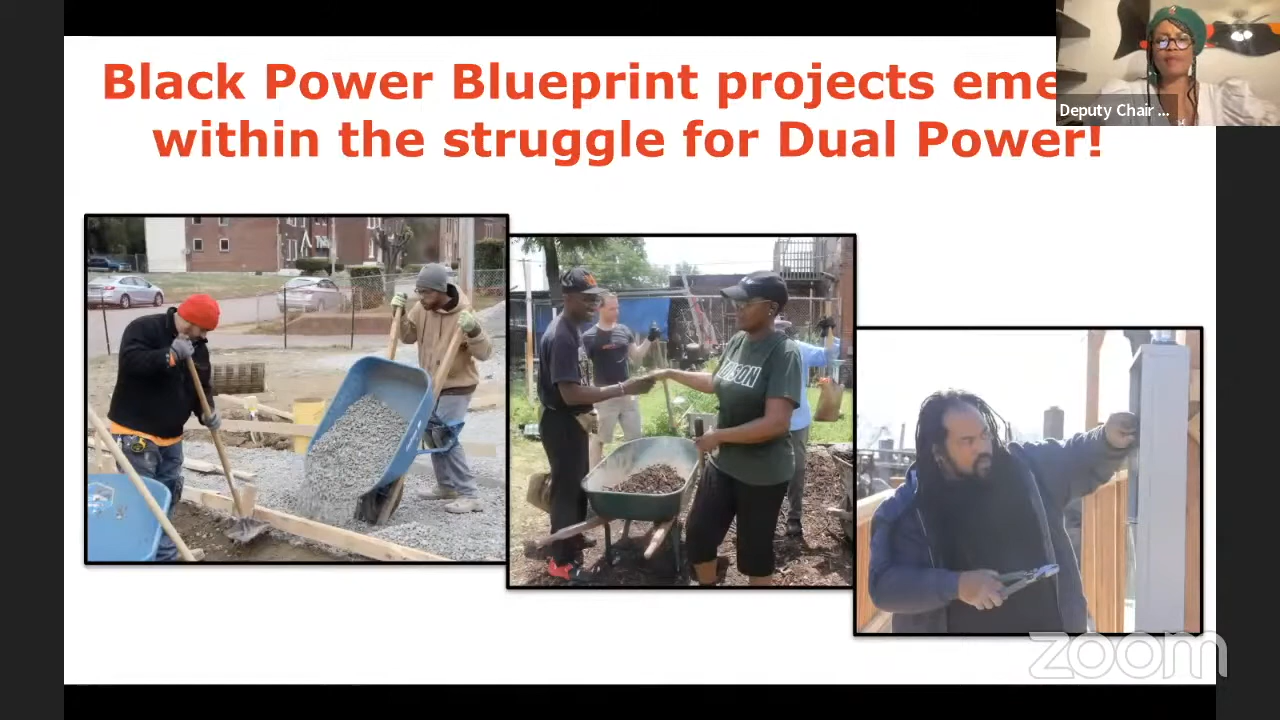 Black Power Blueprint projects eme
within the struggle for Dual Power!
Deputy Chair ...
zoom